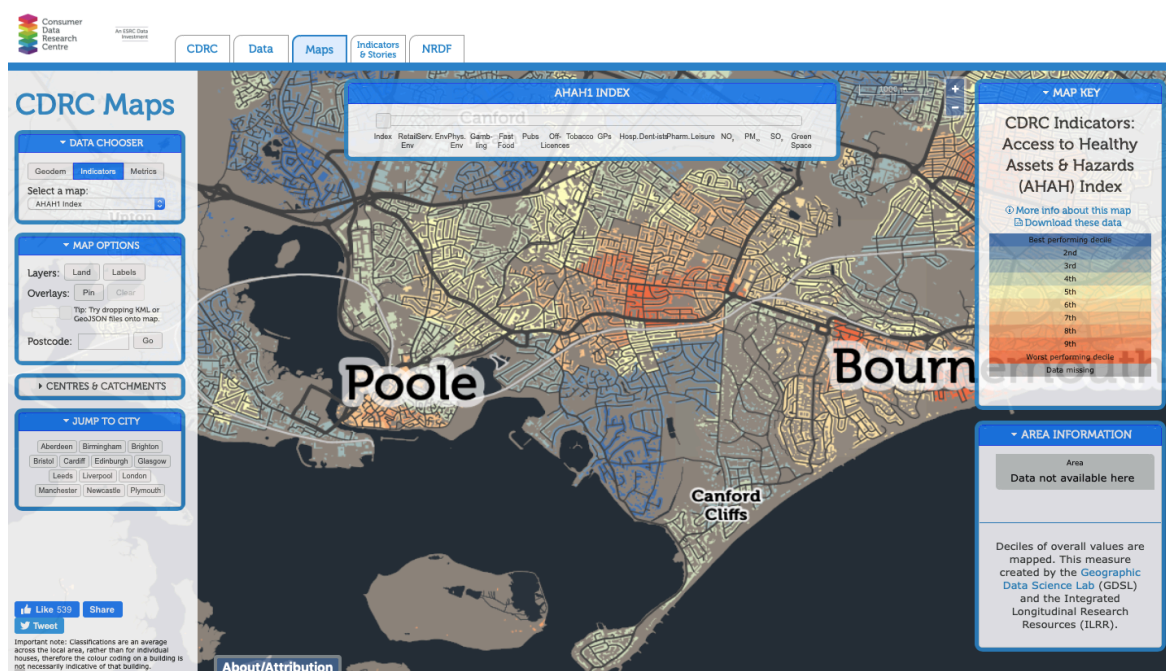 Consumer
Data
Research
Centre
An ESRC Data
Investment
CDRC
Data
Maps
Indicators
& Stories
NRDF
CDRC Maps
DATA CHOOSER
Geodem Indicators Metrics
Select a map:
AHAH1 Index
Upton
MAP OPTIONS
Layers: Land Labels
Overlays: Pin Clear
Tip: Try dropping KML or
GeoJSON files onto map.
Postcode: Go
CENTRES & CATCHMENTS
JUMP TO CITY
Aberdeen Birmingham Brighton
Bristol Cardiff Edinburgh Glasgow
Leeds Liverpool London
Manchester Newcastle Plymouth
Like 539 Share
Tweet
Important note: Classifications are an average
across the local area, rather than for individual
houses, therefore the colour coding on a building is
not necessarily indicative of that building.
AHAH1 INDEX
Canford
Index Retail Serv. Env Phys. Gamb- Fast Pubs Off- Tobacco GPs Hosp. Dentists Pharm. Leisure NO₂ PM₁₀ SO₂ Green
Env Env ling Food Licences Space
1000 m
+
-
Poole
Bournemouth
Canford
Cliffs
About/Attribution
MAP KEY
CDRC Indicators:
Access to Healthy
Assets & Hazards
(AHAH) Index
More info about this map
Download these data
Best performing decile
2nd
3rd
4th
5th
6th
7th
8th
9th
Worst performing decile
Data missing
AREA INFORMATION
Area
Data not available here
Deciles of overall values are
mapped. This measure
created by the Geographic
Data Science Lab (GDSL)
and the Integrated
Longitudinal Research
Resources (ILRR).